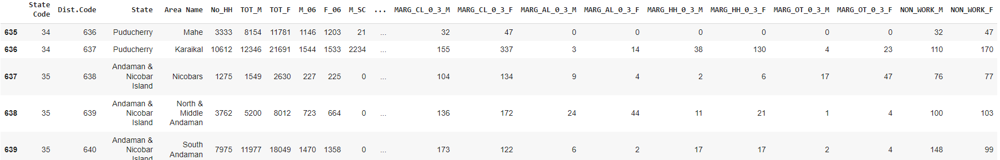 State Code Dist.Code State Area Name No_HH TOT_M TOT_F M_06 F_06 M_SC ... MARG_CL_0_3_M MARG_CL_0_3_F MARG_AL_0_3_M MARG_AL_0_3_F MARG_HH_0_3_M MARG_HH_0_3_F MARG_OT_0_3_M MARG_OT_0_3_F NON_WORK_M NON_WORK_F
635 34 636 Puducherry Mahe 3333 8154 11781 1146 1203 21 ... 32 47 0 0 0 0 0 0 32 47
636 34 637 Puducherry Karaikal 10612 12346 21691 1544 1533 2234 ... 155 337 3 14 38 130 4 23 110 170
637 35 638 Andaman & Nicobar Island Nicobars 1275 1549 2630 227 225 0 ... 104 134 9 4 2 6 17 47 76 77
638 35 639 Andaman & Nicobar Island North & Middle Andaman 3762 5200 8012 723 664 0 ... 136 172 24 44 11 21 1 4 100 103
639 35 640 Andaman & Nicobar Island South Andaman 7975 11977 18049 1470 1358 0 ... 173 122 6 2 17 17 2 4 148 99